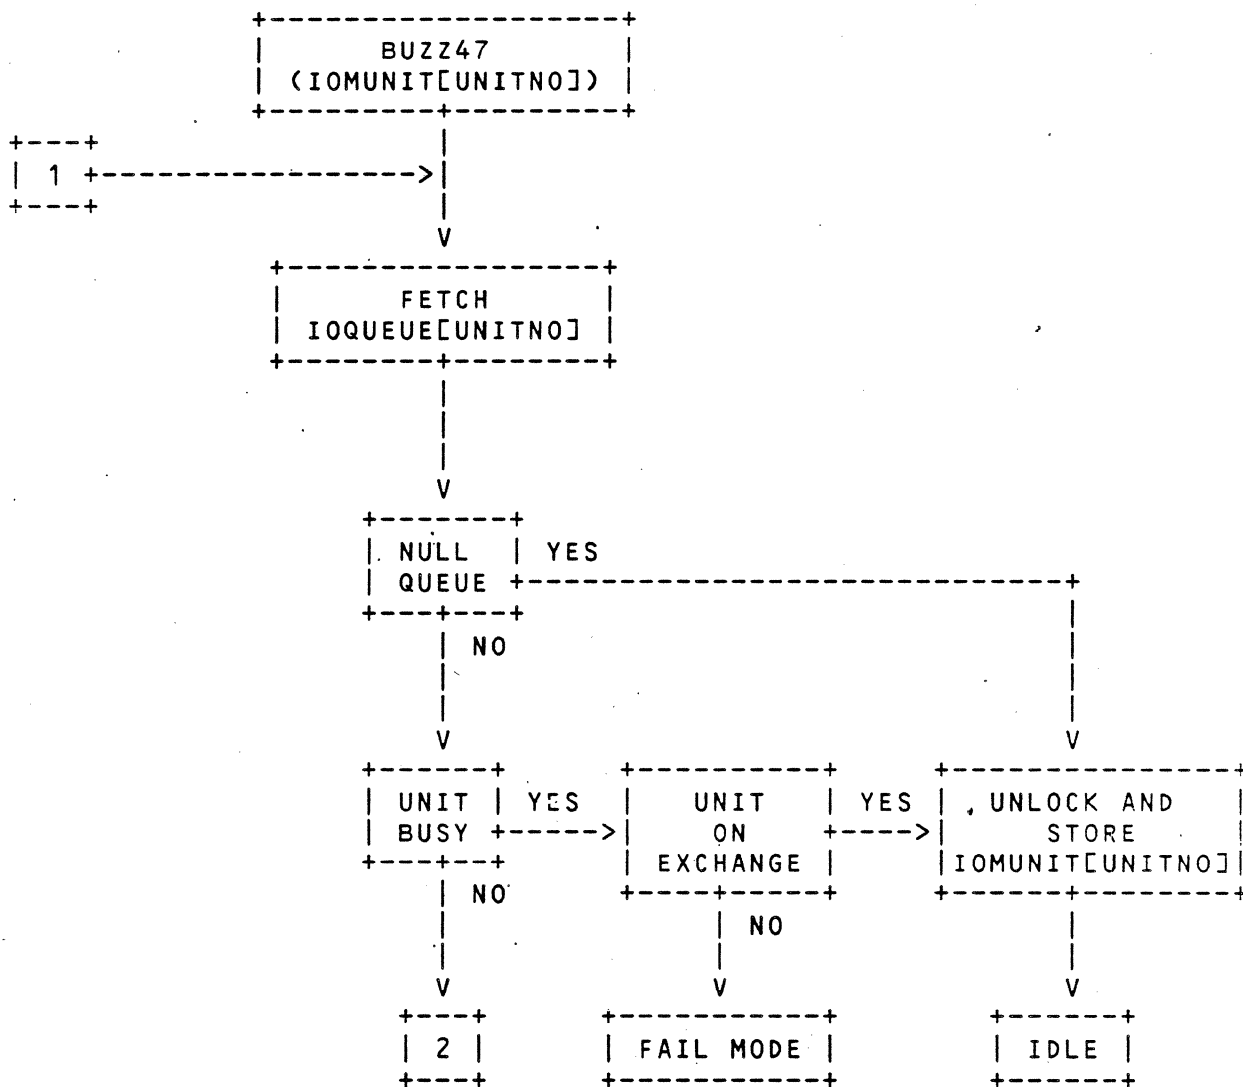 BUZZ47
(IOMUNIT[UNITNO])
1
FETCH
IOQUEUE[UNITNO]
NULL YES
QUEUE
NO
UNIT YES UNIT YES UNLOCK AND
BUSY ON STORE
EXCHANGE IOMUNIT[UNITNO]
NO NO
2 FAIL MODE IDLE